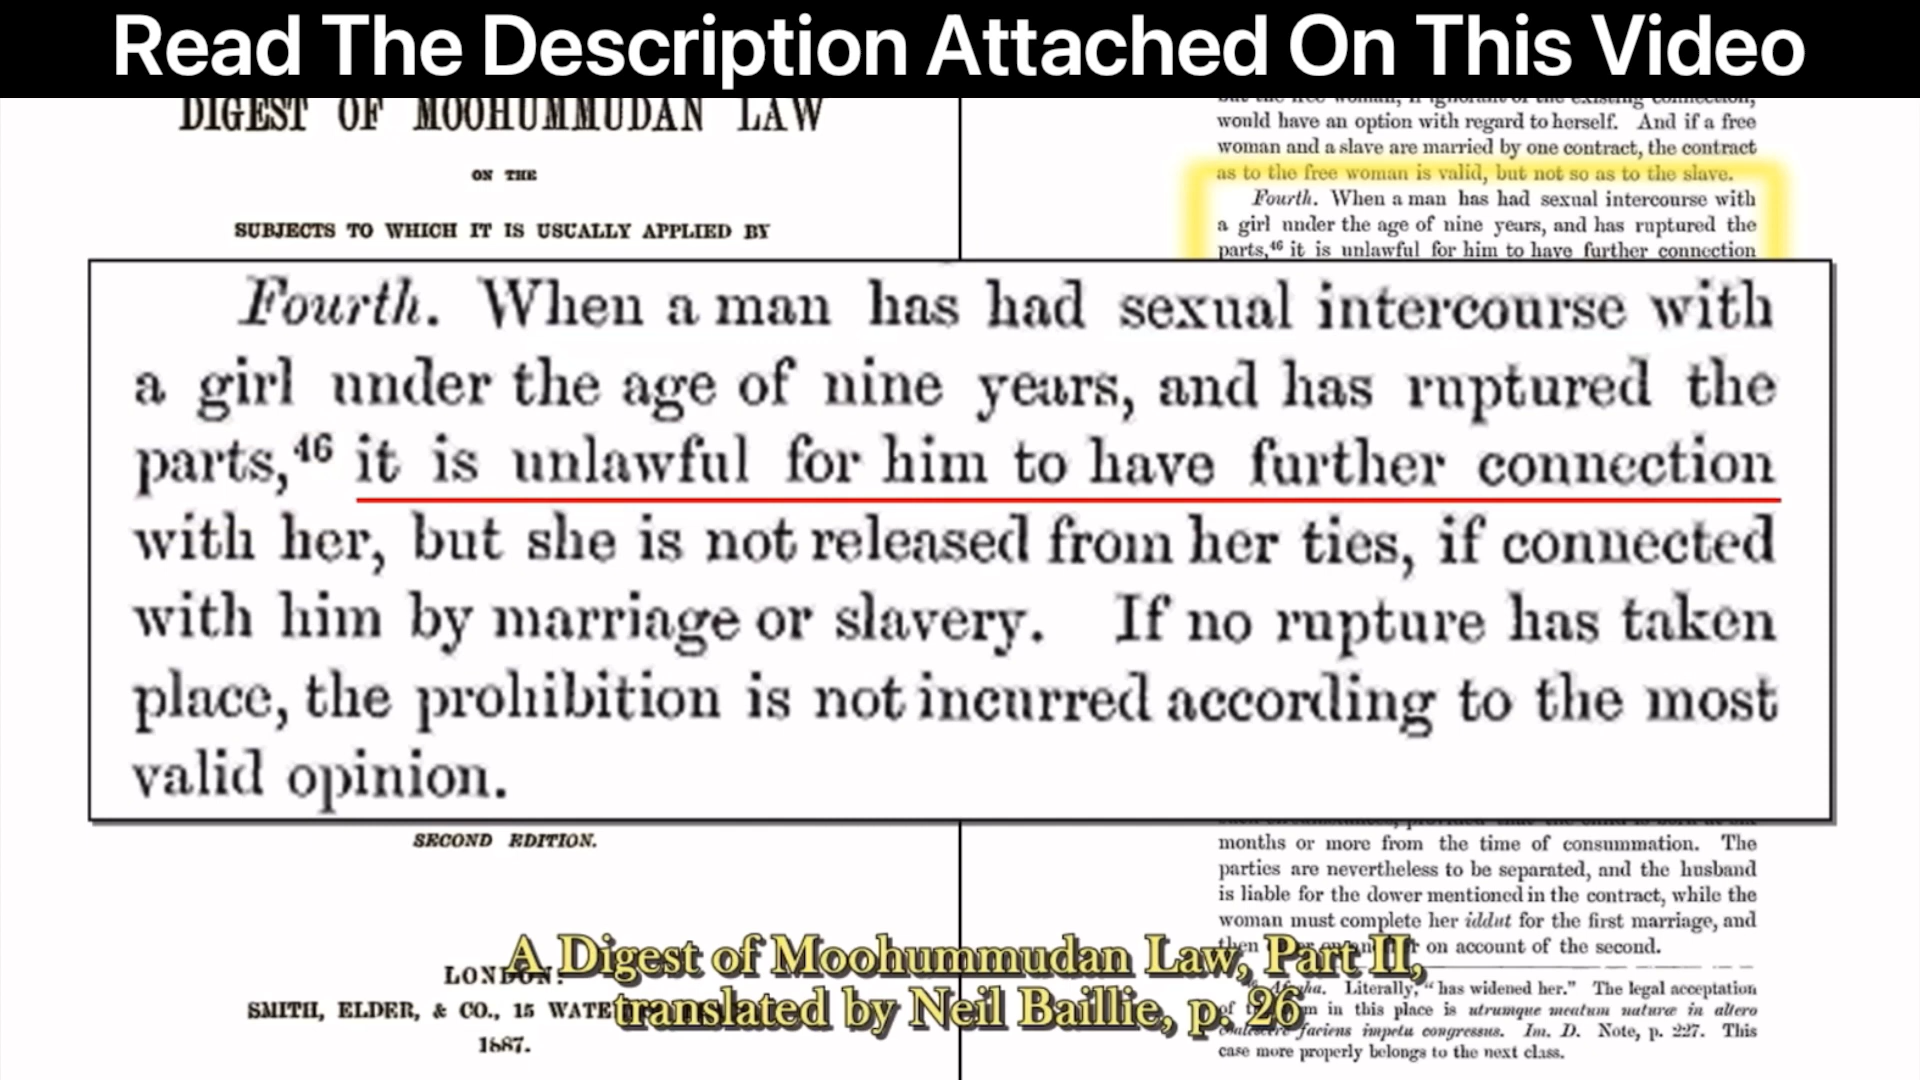 Read The Description Attached On This Video
DIGEST OF MOOHUMMUDAN LAW
ON THE
SUBJECTS TO WHICH IT IS USUALLY APPLIED BY
would have an option with regard to herself. And if a free
woman and a slave are married by one contract, the contract
as to the free woman is valid, but not so as to the slave.
Fourth. When a man has had sexual intercourse with
a girl under the age of nine years, and has ruptured the
parts,46 it is unlawful for him to have further connection
Fourth. When a man has had sexual intercourse with
a girl under the age of nine years, and has ruptured the
parts,46 it is unlawful for him to have further connection
with her, but she is not released from her ties, if connected
with him by marriage or slavery. If no rupture has taken
place, the prohibition is not incurred according to the most
valid opinion.
SECOND EDITION.
LONDON:
SMITH, ELDER, & CO., 15 WATE
1887.
months or more from the time of consummation. The
parties are nevertheless to be separated, and the husband
is liable for the dower mentioned in the contract, while the
woman must complete her iddut for the first marriage, and
then on account of the second.
Literally, "has widened her." The legal acceptation
of in this place is utrumque meatum naturæ in altero
faciens impetu congressus. Im. D. Note, p. 227. This
case more properly belongs to the next class.
A Digest of Moohummudan Law, Part II,
translated by Neil Baillie, p. 26